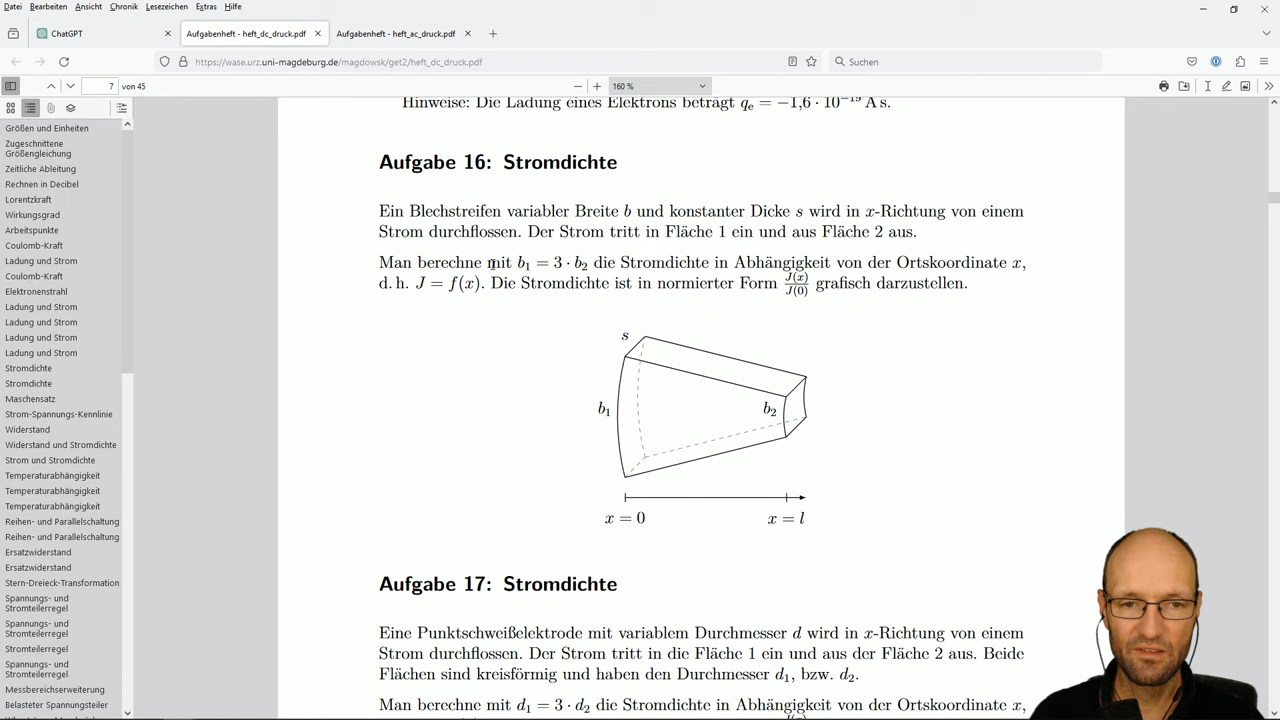 Datei Bearbeiten Ansicht Chronik Lesezeichen Extras Hilfe
ChatGPT
Aufgabenheft - heft_dc_druck.pdf
Aufgabenheft - heft_ac_druck.pdf
https://wase.urz.uni-magdeburg.de/magdowsk/get2/heft_dc_druck.pdf
Suchen
7 von 45
160 %
Größen und Einheiten
Zugeschnittene
Größengleichung
Zeitliche Ableitung
Rechnen in Dezibel
Lorentzkraft
Wirkungsgrad
Arbeitspunkte
Coulomb-Kraft
Ladung und Strom
Coulomb-Kraft
Elektronenstrahl
Ladung und Strom
Ladung und Strom
Ladung und Strom
Ladung und Strom
Stromdichte
Stromdichte
Maschensatz
Strom-Spannungs-Kennlinie
Widerstand
Widerstand und Stromdichte
Strom und Stromdichte
Temperaturabhängigkeit
Temperaturabhängigkeit
Temperaturabhängigkeit
Reihen- und Parallelschaltung
Reihen- und Parallelschaltung
Ersatzwiderstand
Ersatzwiderstand
Stern-Dreieck-Transformation
Spannungs- und
Stromteilerregel
Spannungs- und
Stromteilerregel
Stromteilerregel
Spannungs- und
Stromteilerregel
Messbereichserweiterung
Belasteter Spannungsteiler
Hinweise: Die Ladung eines Elektrons beträgt qₑ = −1,6 · 10⁻¹⁹ A s.
Aufgabe 16: Stromdichte
Ein Blechstreifen variabler Breite b und konstanter Dicke s wird in x-Richtung von einem
Strom durchflossen. Der Strom tritt in Fläche 1 ein und aus Fläche 2 aus.
Man berechne mit b₁ = 3 · b₂ die Stromdichte in Abhängigkeit von der Ortskoordinate x,
d. h. J = f(x). Die Stromdichte ist in normierter Form J(x)/J(0) grafisch darzustellen.
s
b₁
b₂
x = 0
x = l
Aufgabe 17: Stromdichte
Eine Punktschweißelektrode mit variablem Durchmesser d wird in x-Richtung von einem
Strom durchflossen. Der Strom tritt in die Fläche 1 ein und aus der Fläche 2 aus. Beide
Flächen sind kreisförmig und haben den Durchmesser d₁, bzw. d₂.
Man berechne mit d₁ = 3 · d₂ die Stromdichte in Abhängigkeit von der Ortskoordinate x,